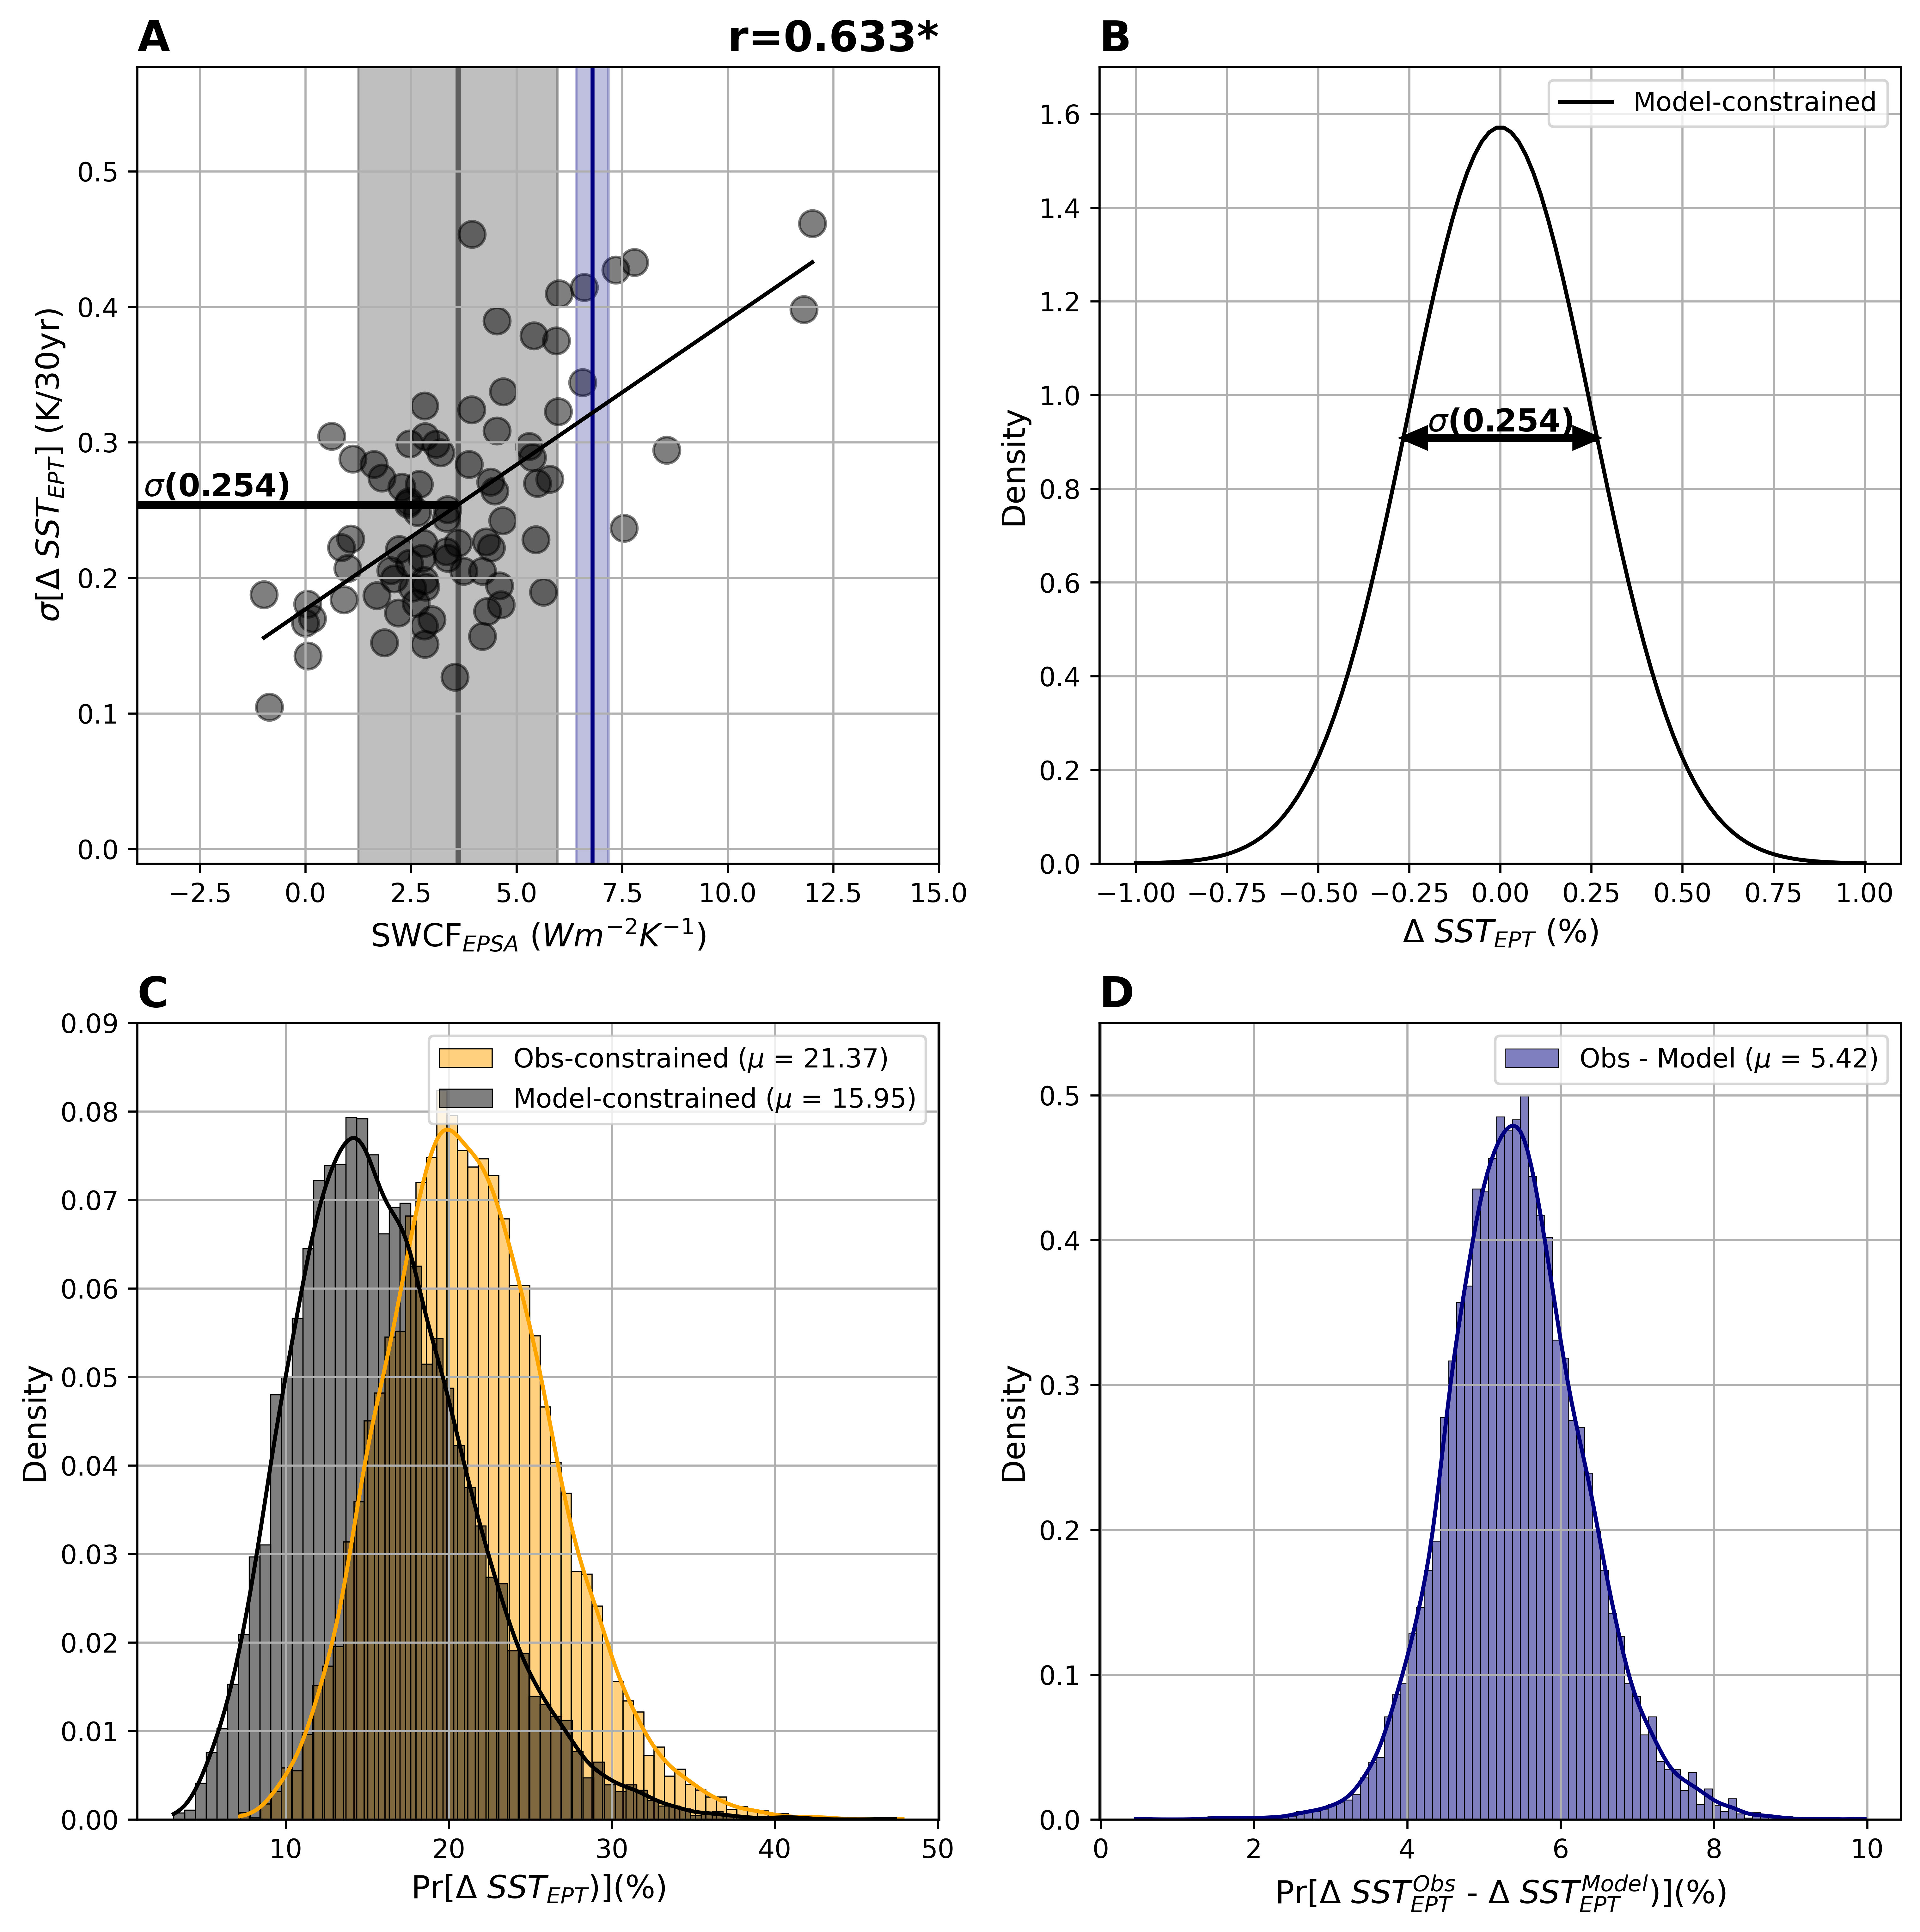 A
r=0.633*
σ[Δ SST_EPT] (K/30yr)
0.5
0.4
0.3
0.2
0.1
0.0
σ(0.254)
−2.5 0.0 2.5 5.0 7.5 10.0 12.5 15.0
SWCF_EPSA (Wm^−2K^−1)
B
Model-constrained
Density
1.6
1.4
1.2
1.0
0.8
0.6
0.4
0.2
0.0
σ(0.254)
−1.00 −0.75 −0.50 −0.25 0.00 0.25 0.50 0.75 1.00
Δ SST_EPT (%)
C
Obs-constrained (μ = 21.37)
Model-constrained (μ = 15.95)
Density
0.09
0.08
0.07
0.06
0.05
0.04
0.03
0.02
0.01
0.00
10 20 30 40 50
Pr[Δ SST_EPT)](%)
D
Obs - Model (μ = 5.42)
Density
0.5
0.4
0.3
0.2
0.1
0.0
0 2 4 6 8 10
Pr[Δ SST_EPT^Obs - Δ SST_EPT^Model)](%)